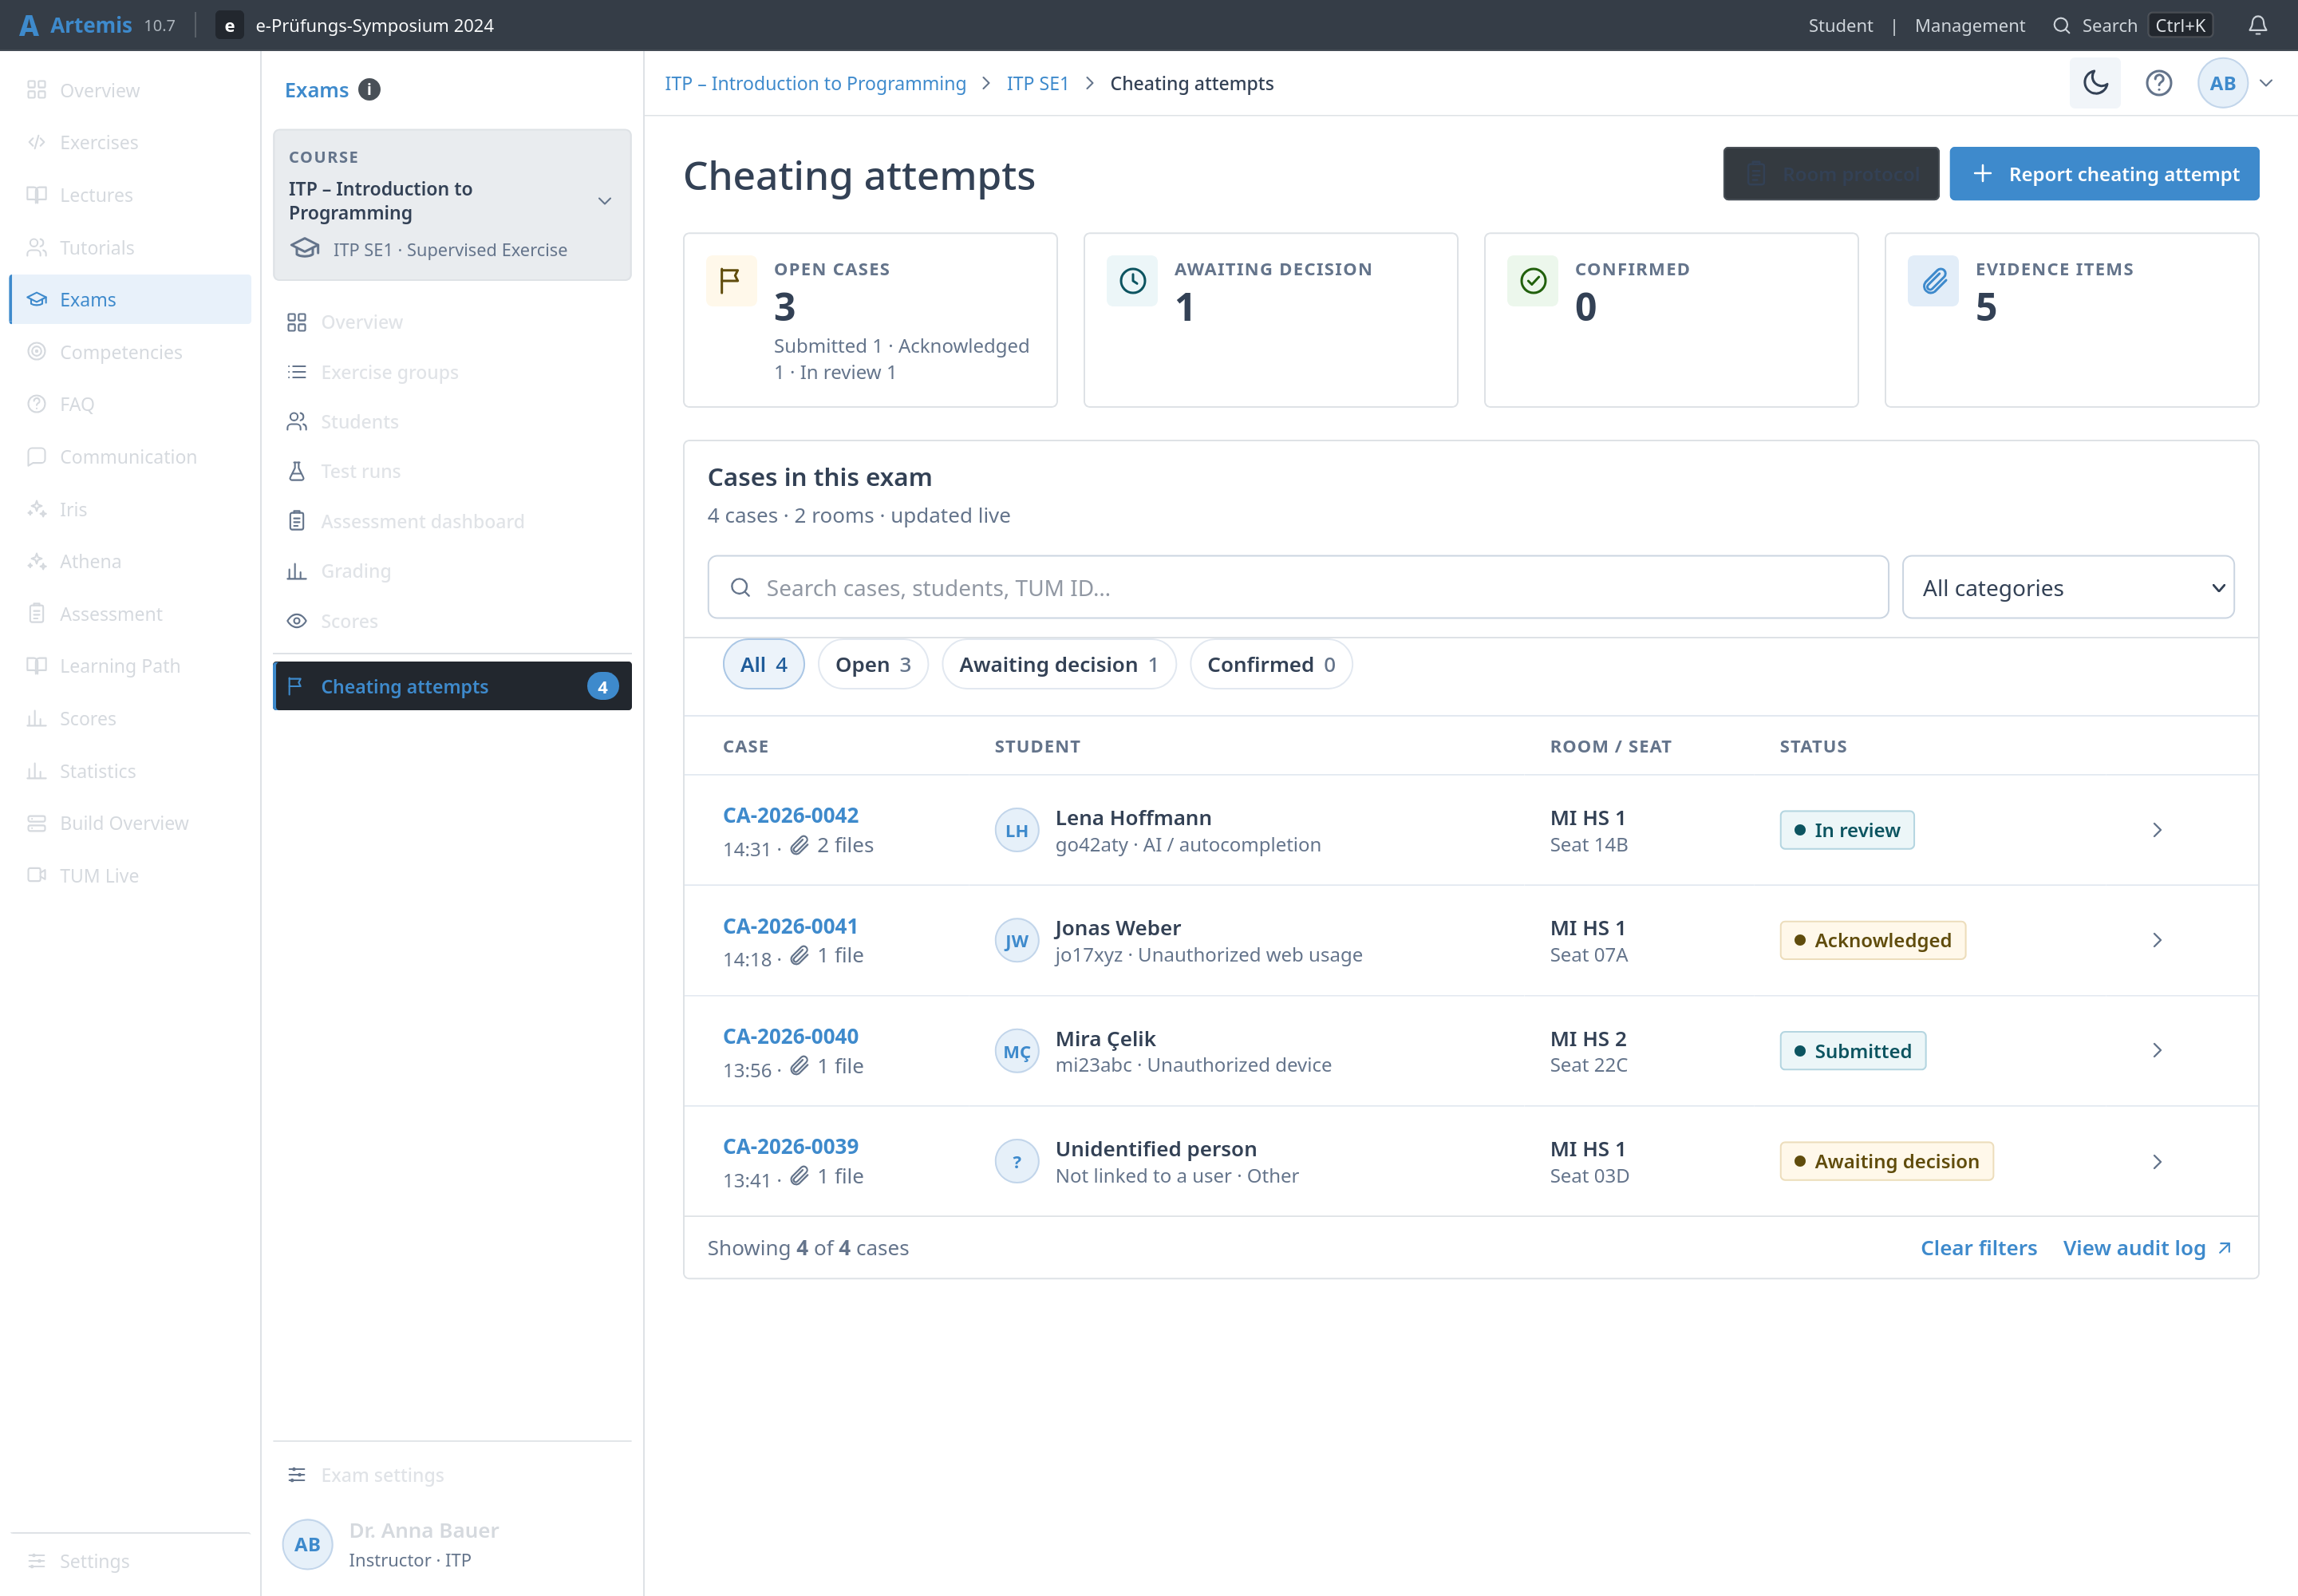 Artemis 10.7 e e-Prüfungs-Symposium 2024 Student | Management Search Ctrl+K
Overview
Exercises
Lectures
Tutorials
Exams
Competencies
FAQ
Communication
Iris
Athena
Assessment
Learning Path
Scores
Statistics
Build Overview
TUM Live
Settings
Exams i
COURSE
ITP – Introduction to
Programming
ITP SE1 · Supervised Exercise
Overview
Exercise groups
Students
Test runs
Assessment dashboard
Grading
Scores
Cheating attempts 4
Exam settings
AB
Dr. Anna Bauer
Instructor · ITP
ITP – Introduction to Programming > ITP SE1 > Cheating attempts AB
Cheating attempts
Room protocol
Report cheating attempt
OPEN CASES
3
Submitted 1 · Acknowledged
1 · In review 1
AWAITING DECISION
1
CONFIRMED
0
EVIDENCE ITEMS
5
Cases in this exam
4 cases · 2 rooms · updated live
Search cases, students, TUM ID...
All categories
All 4 Open 3 Awaiting decision 1 Confirmed 0
CASE STUDENT ROOM / SEAT STATUS
CA-2026-0042
14:31 · 2 files
LH
Lena Hoffmann
go42aty · AI / autocompletion
MI HS 1
Seat 14B
In review
CA-2026-0041
14:18 · 1 file
JW
Jonas Weber
jo17xyz · Unauthorized web usage
MI HS 1
Seat 07A
Acknowledged
CA-2026-0040
13:56 · 1 file
MÇ
Mira Çelik
mi23abc · Unauthorized device
MI HS 2
Seat 22C
Submitted
CA-2026-0039
13:41 · 1 file
?
Unidentified person
Not linked to a user · Other
MI HS 1
Seat 03D
Awaiting decision
Showing 4 of 4 cases
Clear filters View audit log